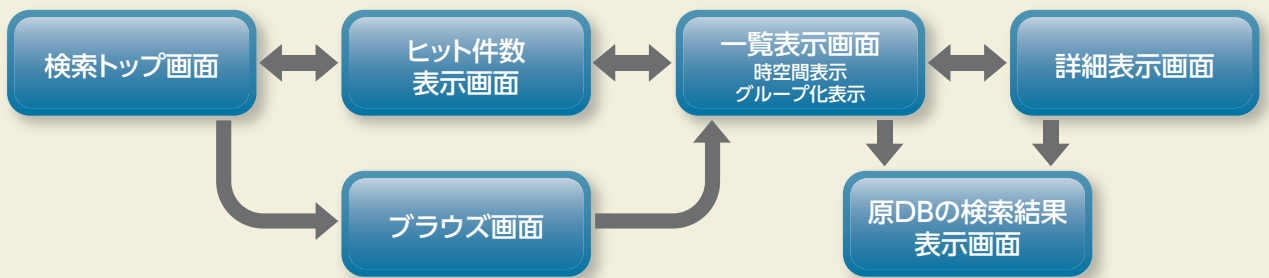 検索トップ画面
ヒット件数
表示画面
一覧表示画面
時空間表示
グループ化表示
詳細表示画面
ブラウズ画面
原DBの検索結果
表示画面